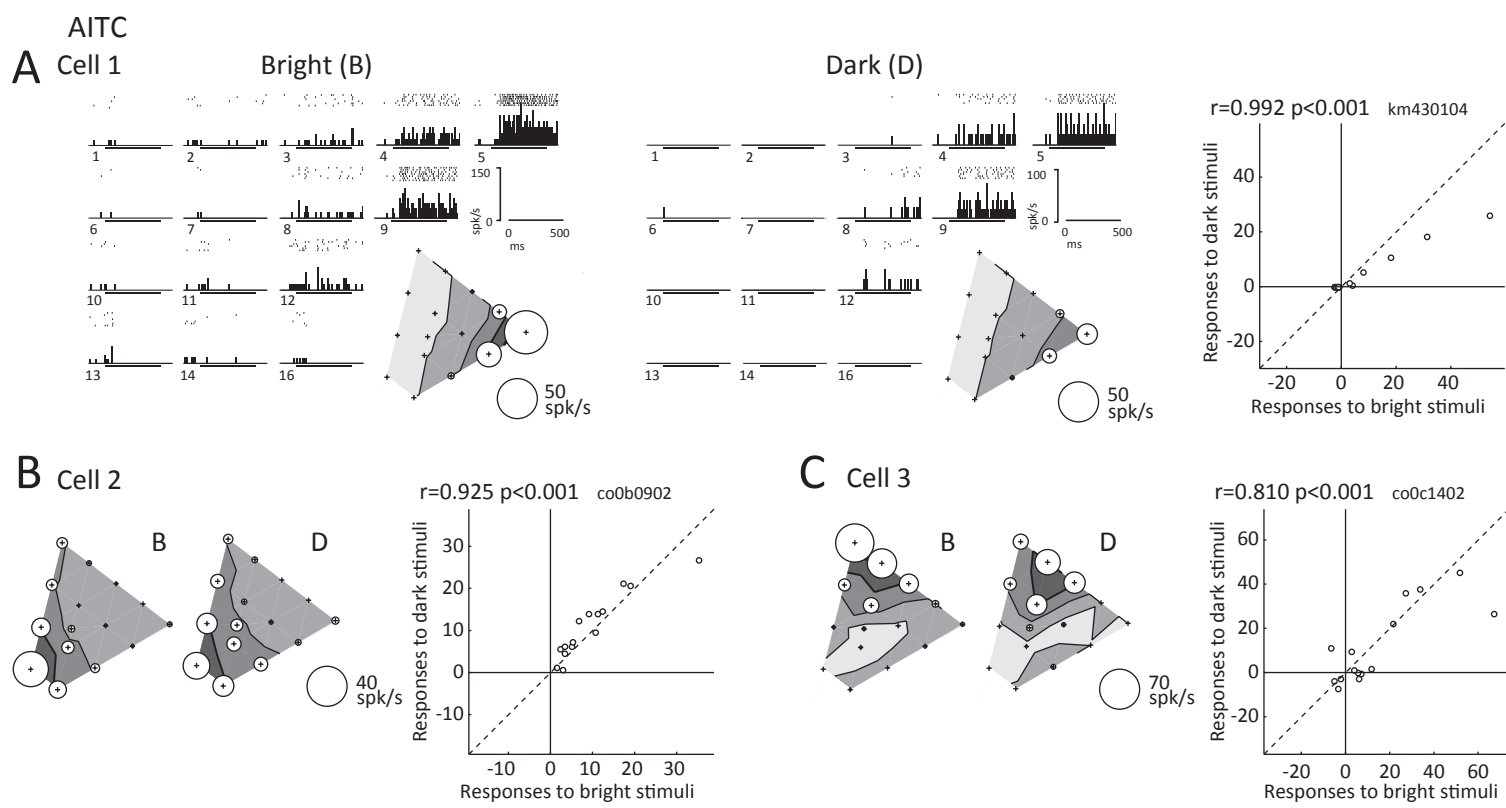 AITC
A Cell 1 Bright (B) Dark (D)
r=0.992 p<0.001 km430104
1 2 3 4 5
1 2 3 4 5
150
spk/s
0
0 500
ms
100
spk/s
0
0 500
ms
6 7 8 9
6 7 8 9
10 11 12
10 11 12
13 14 16
13 14 16
50
spk/s
50
spk/s
Responses to dark stimuli
40
20
0
-20
-20 0 20 40
Responses to bright stimuli
B Cell 2
r=0.925 p<0.001 co0b0902
B D
40
spk/s
Responses to dark stimuli
30
20
10
0
-10
-10 0 10 20 30
Responses to bright stimuli
C Cell 3
r=0.810 p<0.001 co0c1402
B D
70
spk/s
Responses to dark stimuli
60
40
20
0
20
-20 0 20 40 60
Responses to bright stimuli